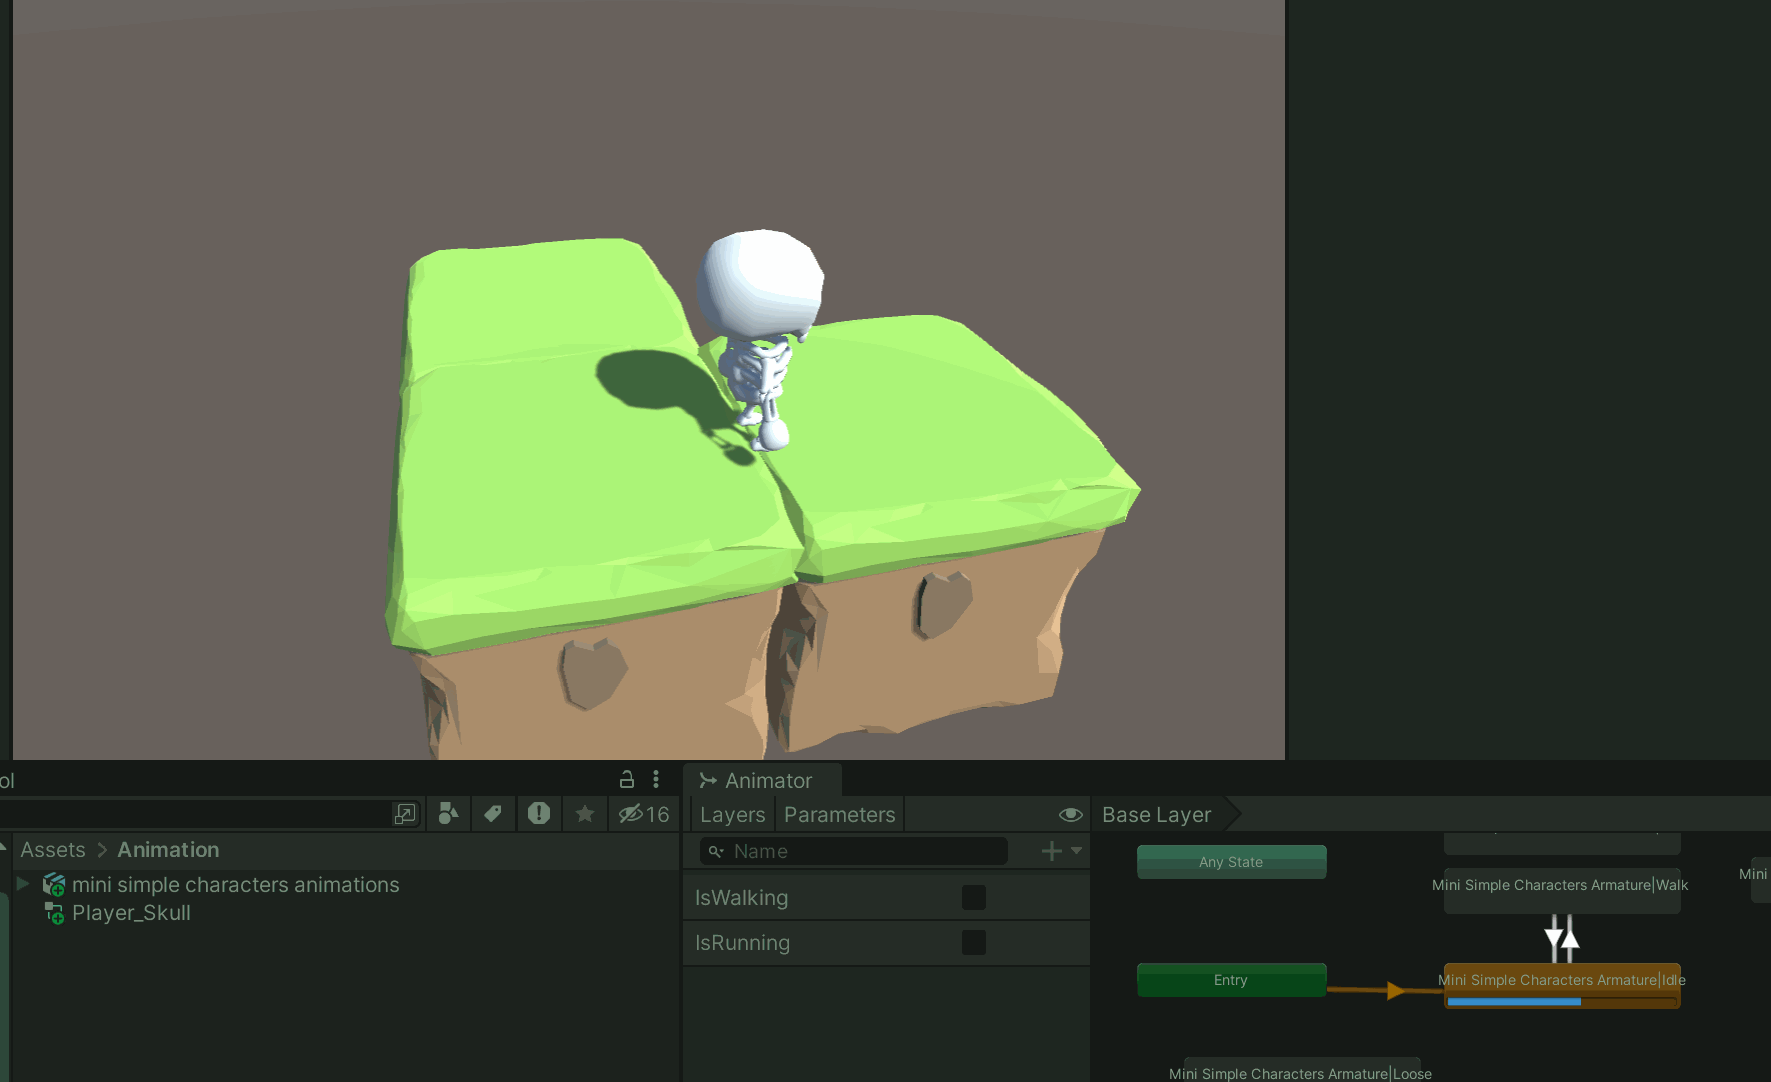 ol
Animator
16
Layers
Parameters
Base Layer
Assets > Animation
Name
Any State
mini simple characters animations
Mini Simple Characters Armature|Walk
Mini
IsWalking
Player_Skull
IsRunning
Entry
Mini Simple Characters Armature|Idle
Mini Simple Characters Armature|Loose